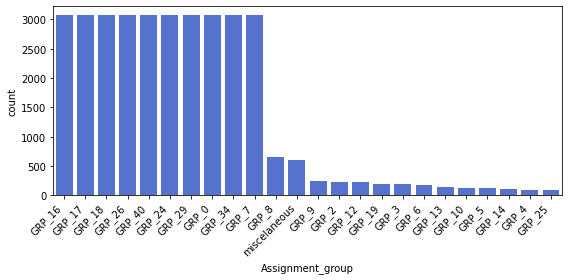 3000
2500
2000
1500
1000
500
0
count
GRP_16
GRP_17
GRP_18
GRP_26
GRP_40
GRP_24
GRP_29
GRP_0
GRP_34
GRP_7
GRP_8
miscelaneous
GRP_9
GRP_2
GRP_12
GRP_19
GRP_3
GRP_6
GRP_13
GRP_10
GRP_5
GRP_14
GRP_4
GRP_25
Assignment_group